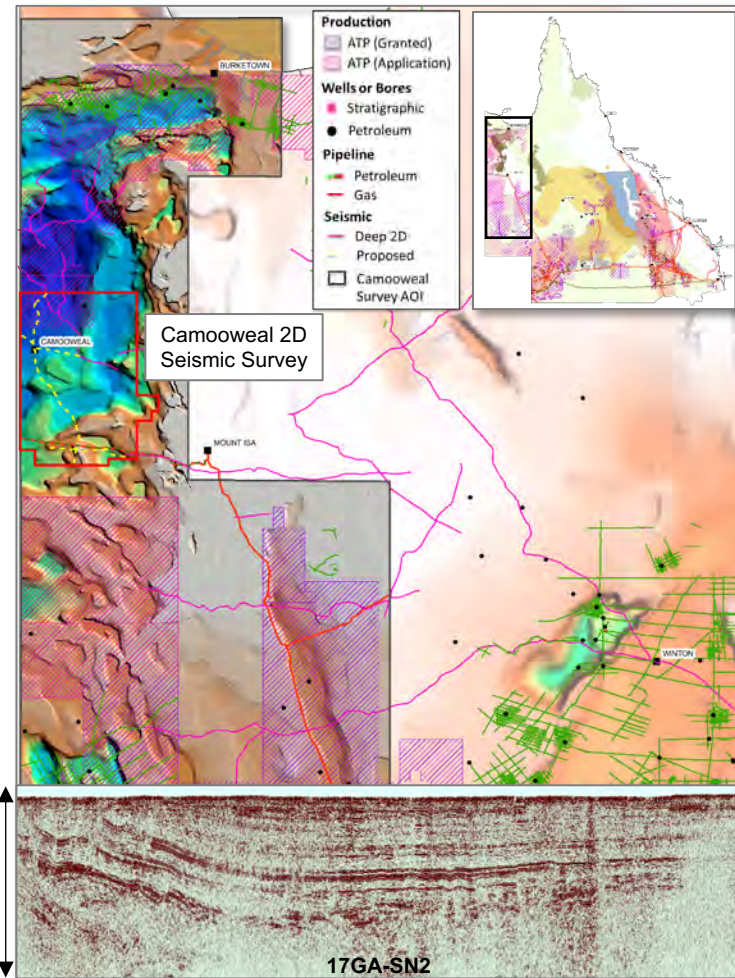 BURKETOWN
Production
ATP (Granted)
ATP (Application)
Wells or Bores
Stratigraphic
Petroleum
Pipeline
Petroleum
Gas
Seismic
Deep 2D
Proposed
Camooweal
Survey AOI
CAMOOWEAL
Camooweal 2D
Seismic Survey
MOUNT ISA
WINTON
17GA-SN2